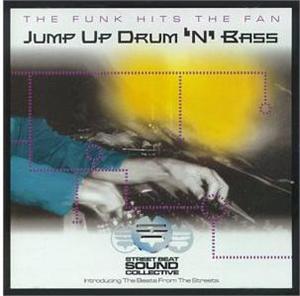 THE FUNK HITS THE FAN
JUMP UP DRUM 'N' BASS
STREET BEAT
SOUND
COLLECTIVE
Introducing The Beats From The Streets